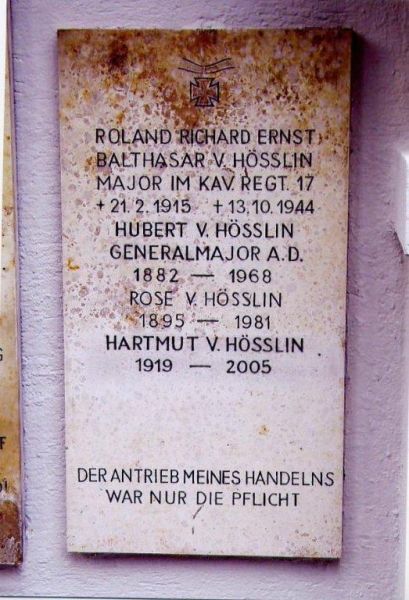 ROLAND RICHARD ERNST
BALTHASAR V. HÖSSLIN
MAJOR IM KAV. REGT. 17
+ 21. 2. 1915 + 13. 10. 1944
HUBERT V. HÖSSLIN
GENERALMAJOR A.D.
1882 — 1968
ROSE V. HÖSSLIN
1895 — 1981
HARTMUT V. HÖSSLIN
1919 — 2005
DER ANTRIEB MEINES HANDELNS
WAR NUR DIE PFLICHT